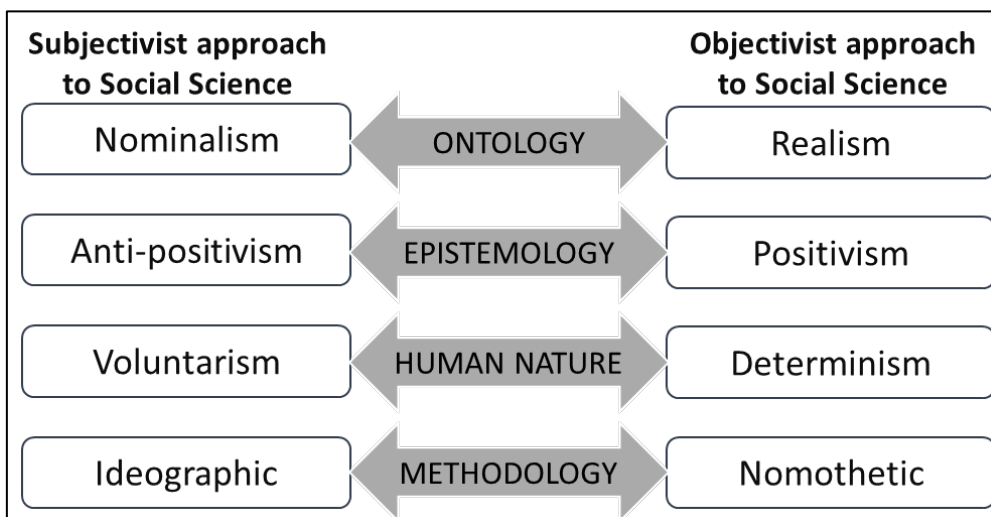 Subjectivist approach
to Social Science
Objectivist approach
to Social Science
Nominalism
ONTOLOGY
Realism
Anti-positivism
EPISTEMOLOGY
Positivism
Voluntarism
HUMAN NATURE
Determinism
Ideographic
METHODOLOGY
Nomothetic